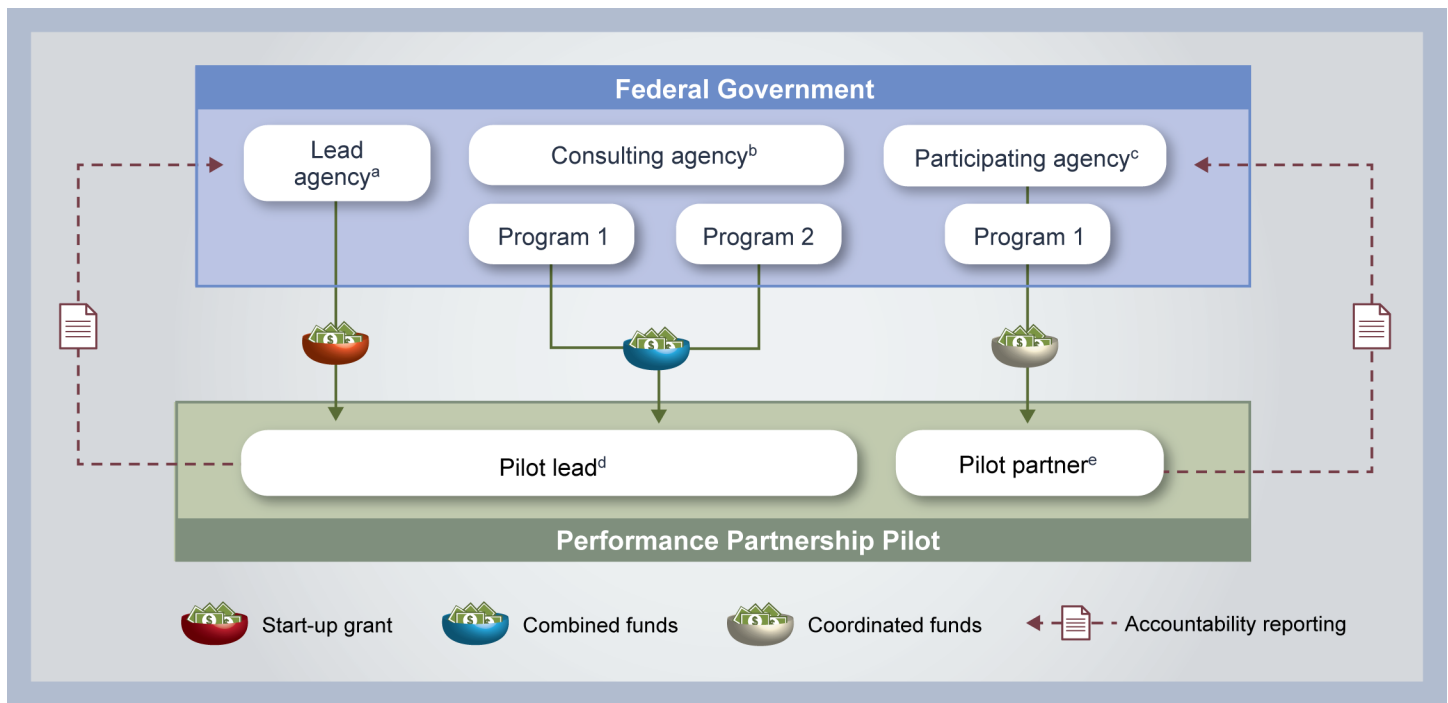 Federal Government
Lead
agencyᵃ
Consulting agencyᵇ
Participating agencyᶜ
Program 1
Program 2
Program 1
Pilot leadᵈ
Pilot partnerᵉ
Performance Partnership Pilot
Start-up grant
Combined funds
Coordinated funds
Accountability reporting